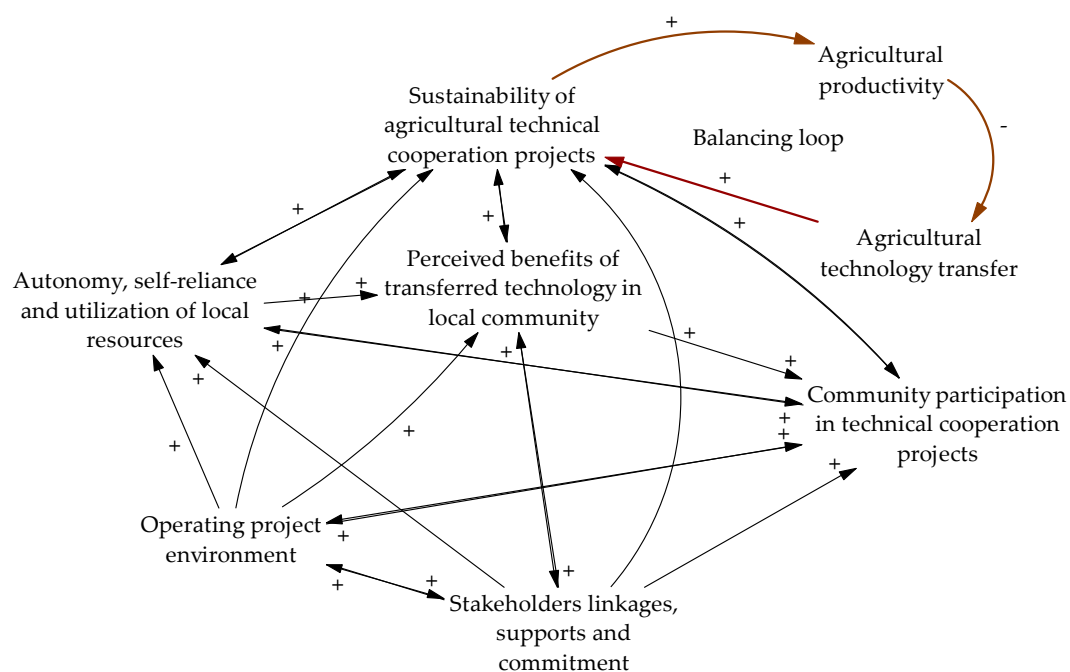 +
Agricultural
productivity
-
Sustainability of
agricultural technical
cooperation projects
Balancing loop
+
+
+
+
Agricultural
technology transfer
Perceived benefits of
transferred technology in
local community
Autonomy, self-reliance
and utilization of local
resources
+
+
+
+
+
+
+
Community participation
in technical cooperation
projects
+
+
+
+
+
Operating project
environment
+
+
+
+
+
Stakeholders linkages,
supports and
commitment